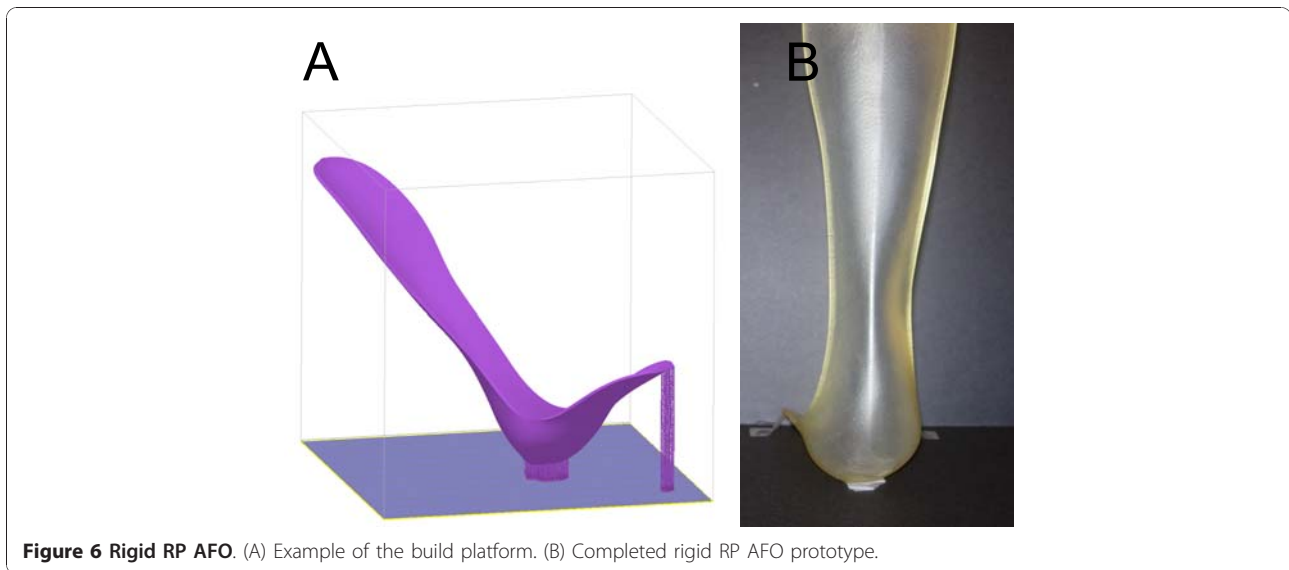 A
B
Figure 6 Rigid RP AFO. (A) Example of the build platform. (B) Completed rigid RP AFO prototype.